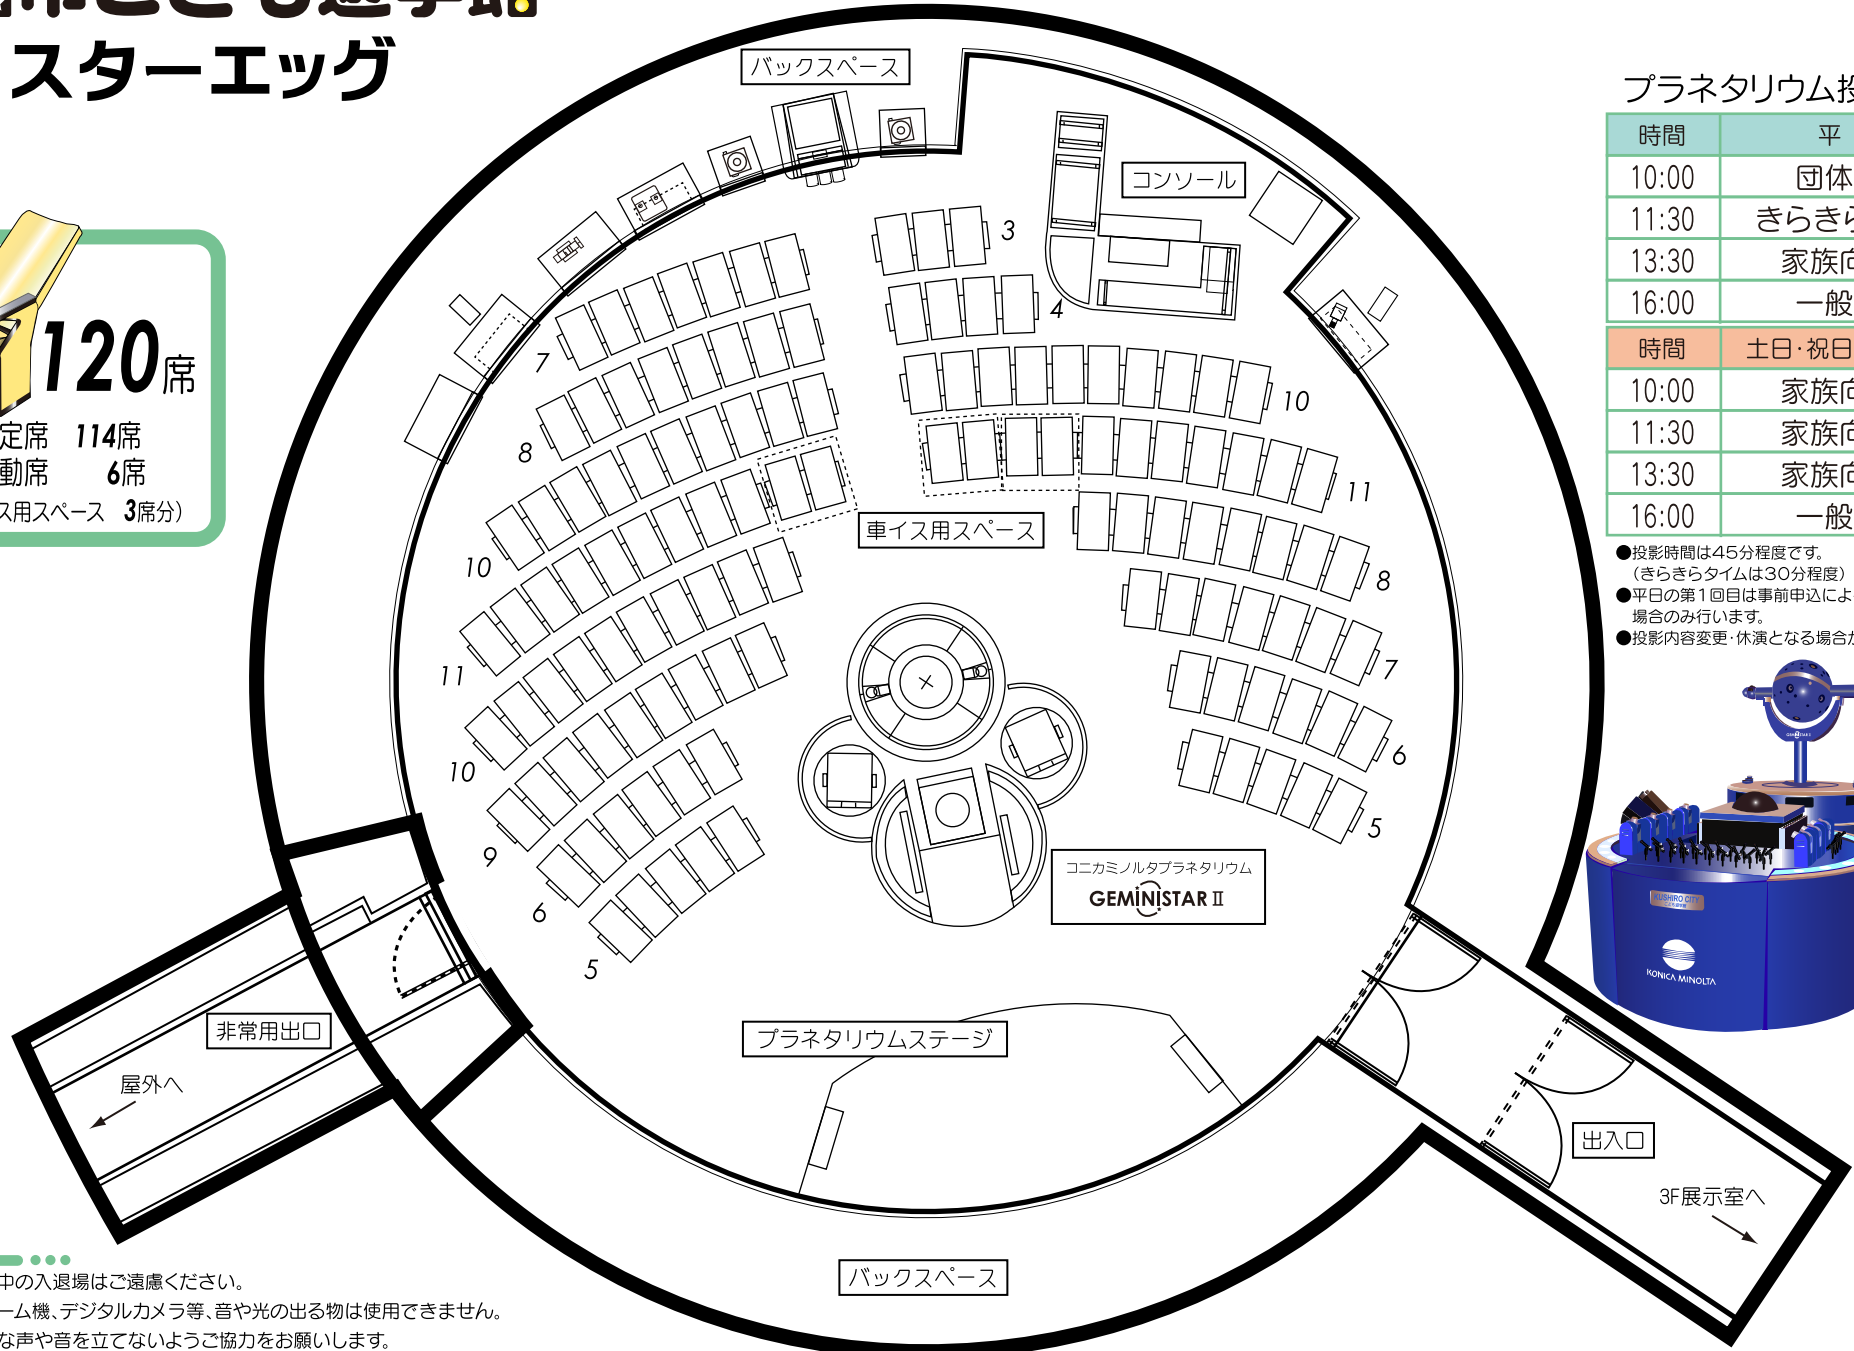 スターエッグ
120席
定席 114席
動席 6席
ス用スペース 3席分)
バックスペース
コンソール
3
4
7
8
10
11
10
9
6
5
10
11
8
7
6
5
車イス用スペース
コニカミノルタプラネタリウム
GEMINISTAR II
プラネタリウムステージ
非常用出口
屋外へ
出入口
3F展示室へ
バックスペース
プラネタリウム投
時間 平
10:00 団体
11:30 きらきら
13:30 家族向
16:00 一般
時間 土日・祝日
10:00 家族向
11:30 家族向
13:30 家族向
16:00 一般
●投影時間は45分程度です。
(きらきらタイムは30分程度)
●平日の第1回目は事前申込によ
場合のみ行います。
●投影内容変更・休演となる場合が
GEMINISTAR II
KUSHIRO CITY
KONICA MINOLTA
中の入退場はご遠慮ください。
ーム機、デジタルカメラ等、音や光の出る物は使用できません。
な声や音を立てないようご協力をお願いします。